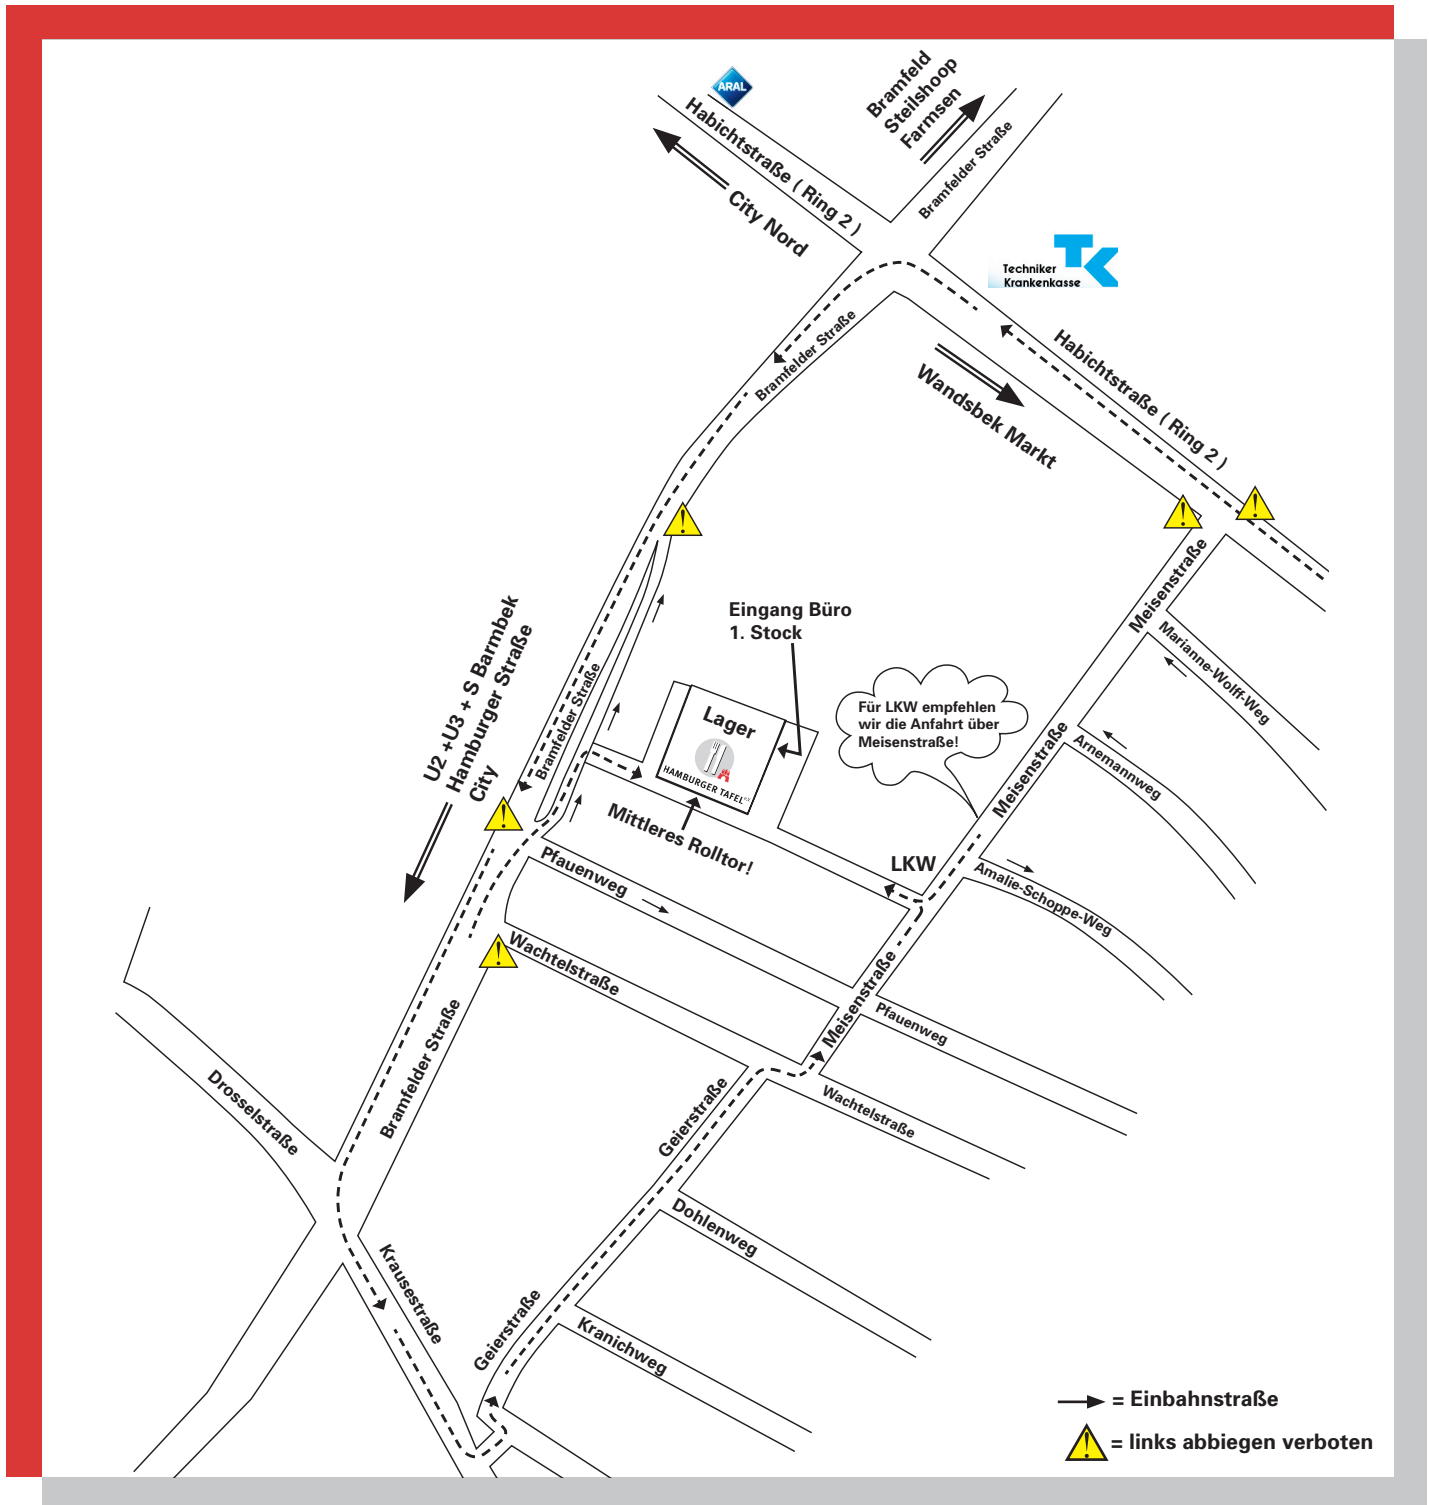 ARAL
Habichtstraße ( Ring 2 )
City Nord
Bramfeld
Steilshoop
Farmsen
Bramfelder Straße
Techniker
Krankenkasse
TK
Habichtstraße ( Ring 2 )
Bramfelder Straße
Wandsbek Markt
Meisenstraße
Marianne-Wolff-Weg
Eingang Büro
1. Stock
U2 +U3 + S Barmbek
Hamburger Straße
City
Bramfelder Straße
Lager
HAMBURGER TAFEL e.V.
Für LKW empfehlen
wir die Anfahrt über
Meisenstraße!
Meisenstraße
Arnemannweg
Mittleres Rolltor!
LKW
Pfauenweg
Amalie-Schoppe-Weg
Wachtelstraße
Meisenstraße
Pfauenweg
Bramfelder Straße
Drosselstraße
Geierstraße
Wachtelstraße
Dohlenweg
Krausestraße
Geierstraße
Kranichweg
= Einbahnstraße
= links abbiegen verboten